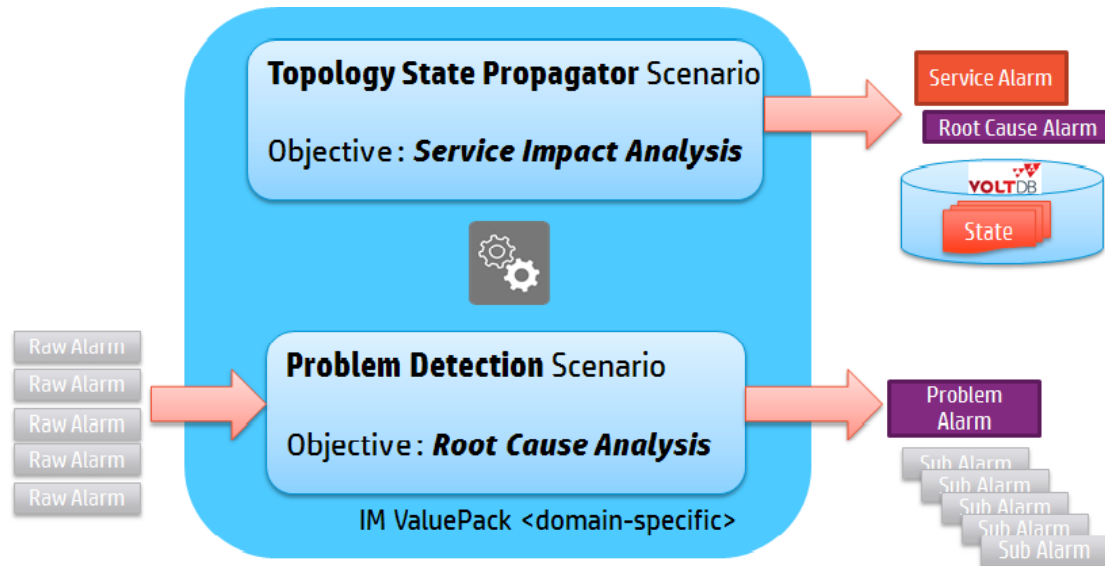 Topology State Propagator Scenario
Objective : Service Impact Analysis
Service Alarm
Root Cause Alarm
VOLTDB
State
Raw Alarm
Raw Alarm
Raw Alarm
Raw Alarm
Raw Alarm
Problem Detection Scenario
Objective : Root Cause Analysis
IM ValuePack <domain-specific>
Problem
Alarm
Sub Alarm
Sub Alarm
Sub Alarm
Sub Alarm
Sub Alarm